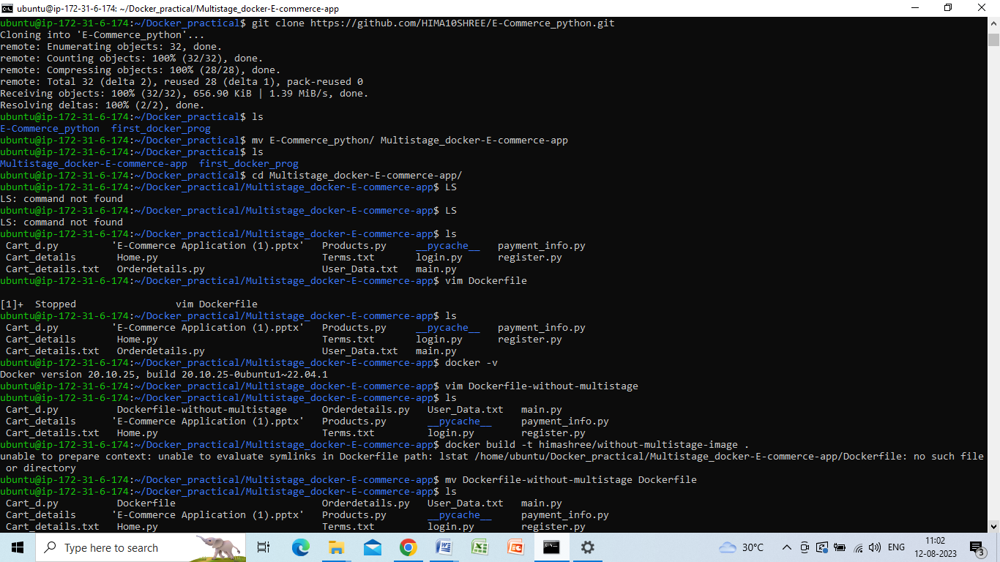 ubuntu@ip-172-31-6-174: ~/Docker_practical/Multistage_docker-E-commerce-app
ubuntu@ip-172-31-6-174:~/Docker_practical$ git clone https://github.com/HIMA10SHREE/E-Commerce_python.git
Cloning into 'E-Commerce_python'...
remote: Enumerating objects: 32, done.
remote: Counting objects: 100% (32/32), done.
remote: Compressing objects: 100% (28/28), done.
remote: Total 32 (delta 2), reused 28 (delta 1), pack-reused 0
Receiving objects: 100% (32/32), 656.90 KiB | 1.39 MiB/s, done.
Resolving deltas: 100% (2/2), done.
ubuntu@ip-172-31-6-174:~/Docker_practical$ ls
E-Commerce_python  first_docker_prog
ubuntu@ip-172-31-6-174:~/Docker_practical$ mv E-Commerce_python/ Multistage_docker-E-commerce-app
ubuntu@ip-172-31-6-174:~/Docker_practical$ ls
Multistage_docker-E-commerce-app  first_docker_prog
ubuntu@ip-172-31-6-174:~/Docker_practical$ cd Multistage_docker-E-commerce-app/
ubuntu@ip-172-31-6-174:~/Docker_practical/Multistage_docker-E-commerce-app$ LS
LS: command not found
ubuntu@ip-172-31-6-174:~/Docker_practical/Multistage_docker-E-commerce-app$ LS
LS: command not found
ubuntu@ip-172-31-6-174:~/Docker_practical/Multistage_docker-E-commerce-app$ ls
 Cart_d.py         'E-Commerce Application (1).pptx'   Products.py     __pycache__   payment_info.py
 Cart_details       Home.py                            Terms.txt       login.py      register.py
 Cart_details.txt   Orderdetails.py                    User_Data.txt   main.py
ubuntu@ip-172-31-6-174:~/Docker_practical/Multistage_docker-E-commerce-app$ vim Dockerfile
[1]+  Stopped                 vim Dockerfile
ubuntu@ip-172-31-6-174:~/Docker_practical/Multistage_docker-E-commerce-app$ ls
 Cart_d.py         'E-Commerce Application (1).pptx'   Products.py     __pycache__   payment_info.py
 Cart_details       Home.py                            Terms.txt       login.py      register.py
 Cart_details.txt   Orderdetails.py                    User_Data.txt   main.py
ubuntu@ip-172-31-6-174:~/Docker_practical/Multistage_docker-E-commerce-app$ docker -v
Docker version 20.10.25, build 20.10.25-0ubuntu1~22.04.1
ubuntu@ip-172-31-6-174:~/Docker_practical/Multistage_docker-E-commerce-app$ vim Dockerfile-without-multistage
ubuntu@ip-172-31-6-174:~/Docker_practical/Multistage_docker-E-commerce-app$ ls
 Cart_d.py          Dockerfile-without-multistage      Orderdetails.py   User_Data.txt   main.py
 Cart_details      'E-Commerce Application (1).pptx'   Products.py       __pycache__     payment_info.py
 Cart_details.txt   Home.py                            Terms.txt         login.py        register.py
ubuntu@ip-172-31-6-174:~/Docker_practical/Multistage_docker-E-commerce-app$ docker build -t himashree/without-multistage-image .
unable to prepare context: unable to evaluate symlinks in Dockerfile path: lstat /home/ubuntu/Docker_practical/Multistage_docker-E-commerce-app/Dockerfile: no such file
 or directory
ubuntu@ip-172-31-6-174:~/Docker_practical/Multistage_docker-E-commerce-app$ mv Dockerfile-without-multistage Dockerfile
ubuntu@ip-172-31-6-174:~/Docker_practical/Multistage_docker-E-commerce-app$ ls
 Cart_d.py          Dockerfile                         Orderdetails.py   User_Data.txt   main.py
 Cart_details      'E-Commerce Application (1).pptx'   Products.py       __pycache__     payment_info.py
 Cart_details.txt   Home.py                            Terms.txt         login.py        register.py
Type here to search
30°C
ENG
11:02
12-08-2023
3